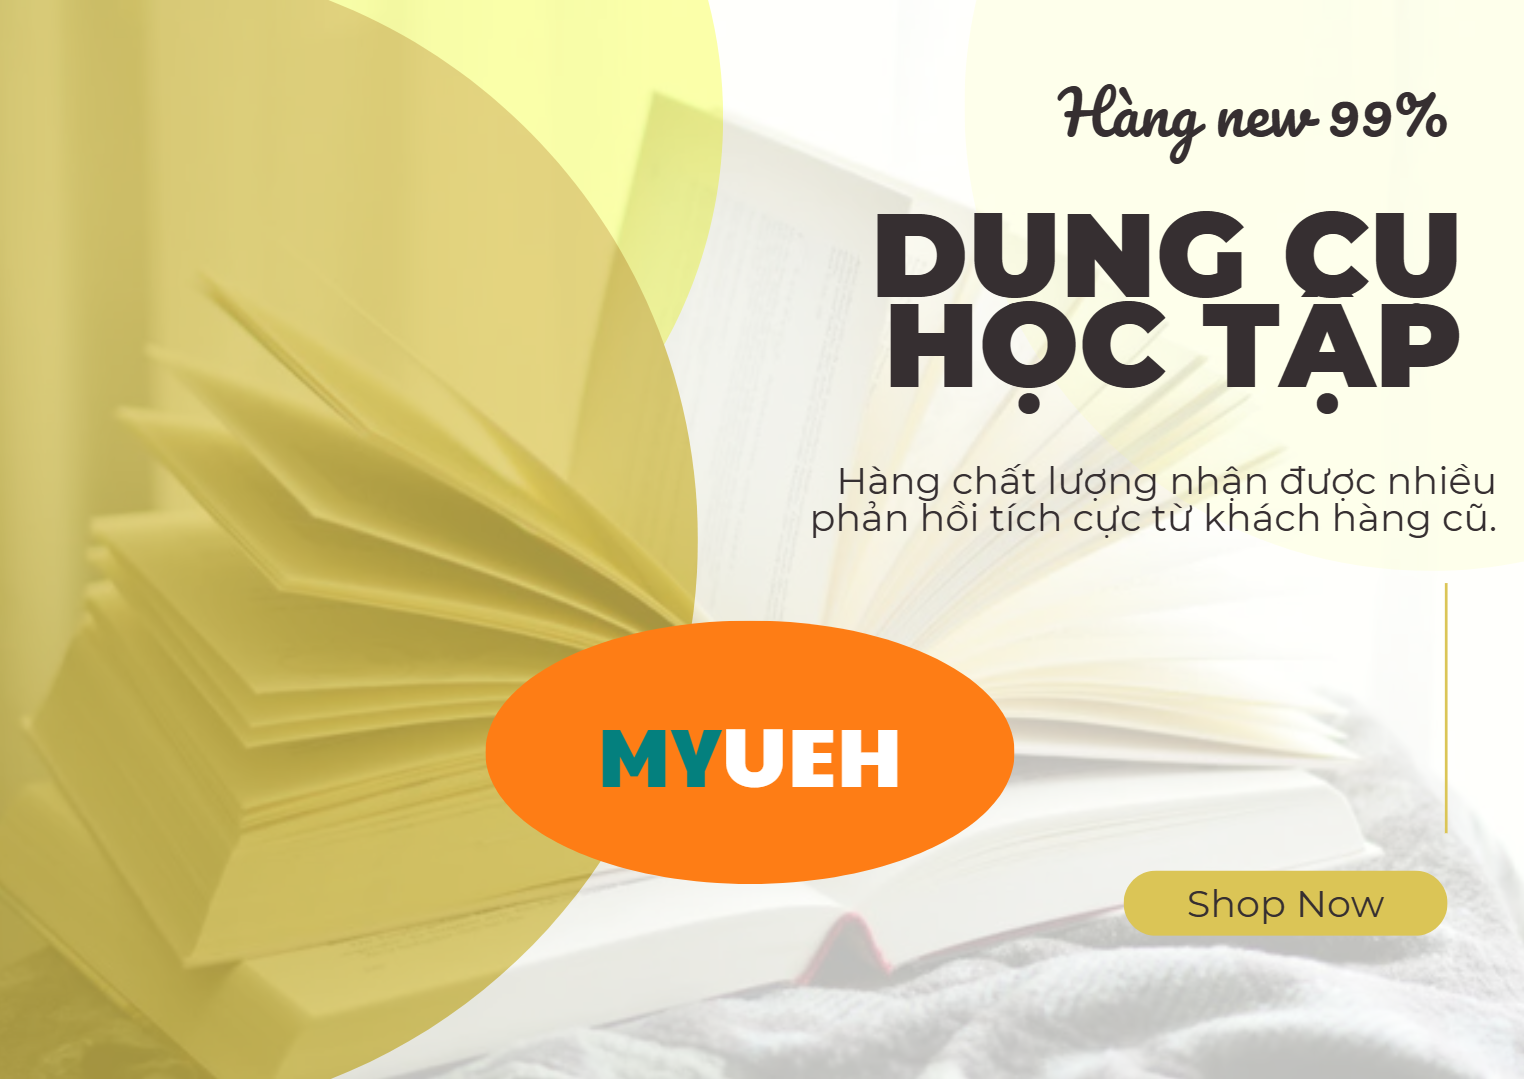 Hàng new 99%
DỤNG CỤ
HỌC TẬP
Hàng chất lượng nhận được nhiều
phản hồi tích cực từ khách hàng cũ.
MYUEH
Shop Now